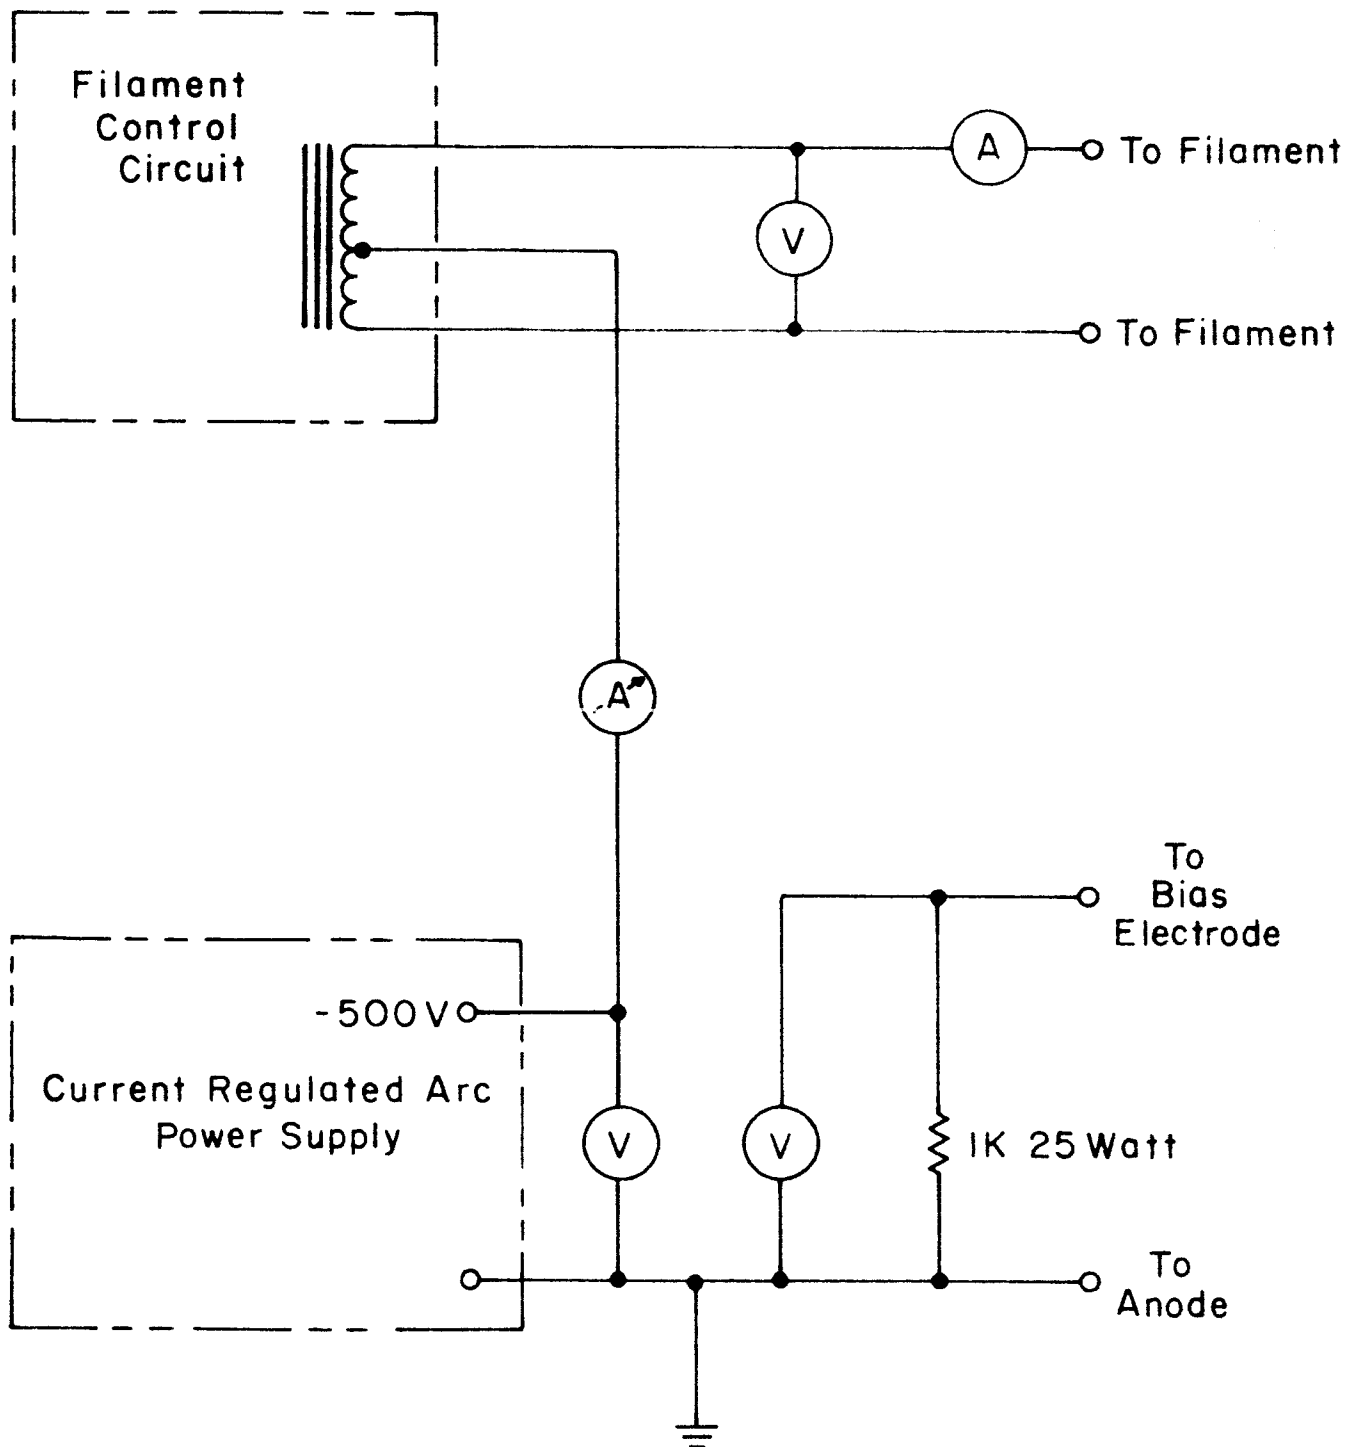 Filament
Control
Circuit
A
To Filament
V
To Filament
A
To
Bias
Electrode
-500V
Current Regulated Arc
Power Supply
V
V
1K 25 Watt
To
Anode